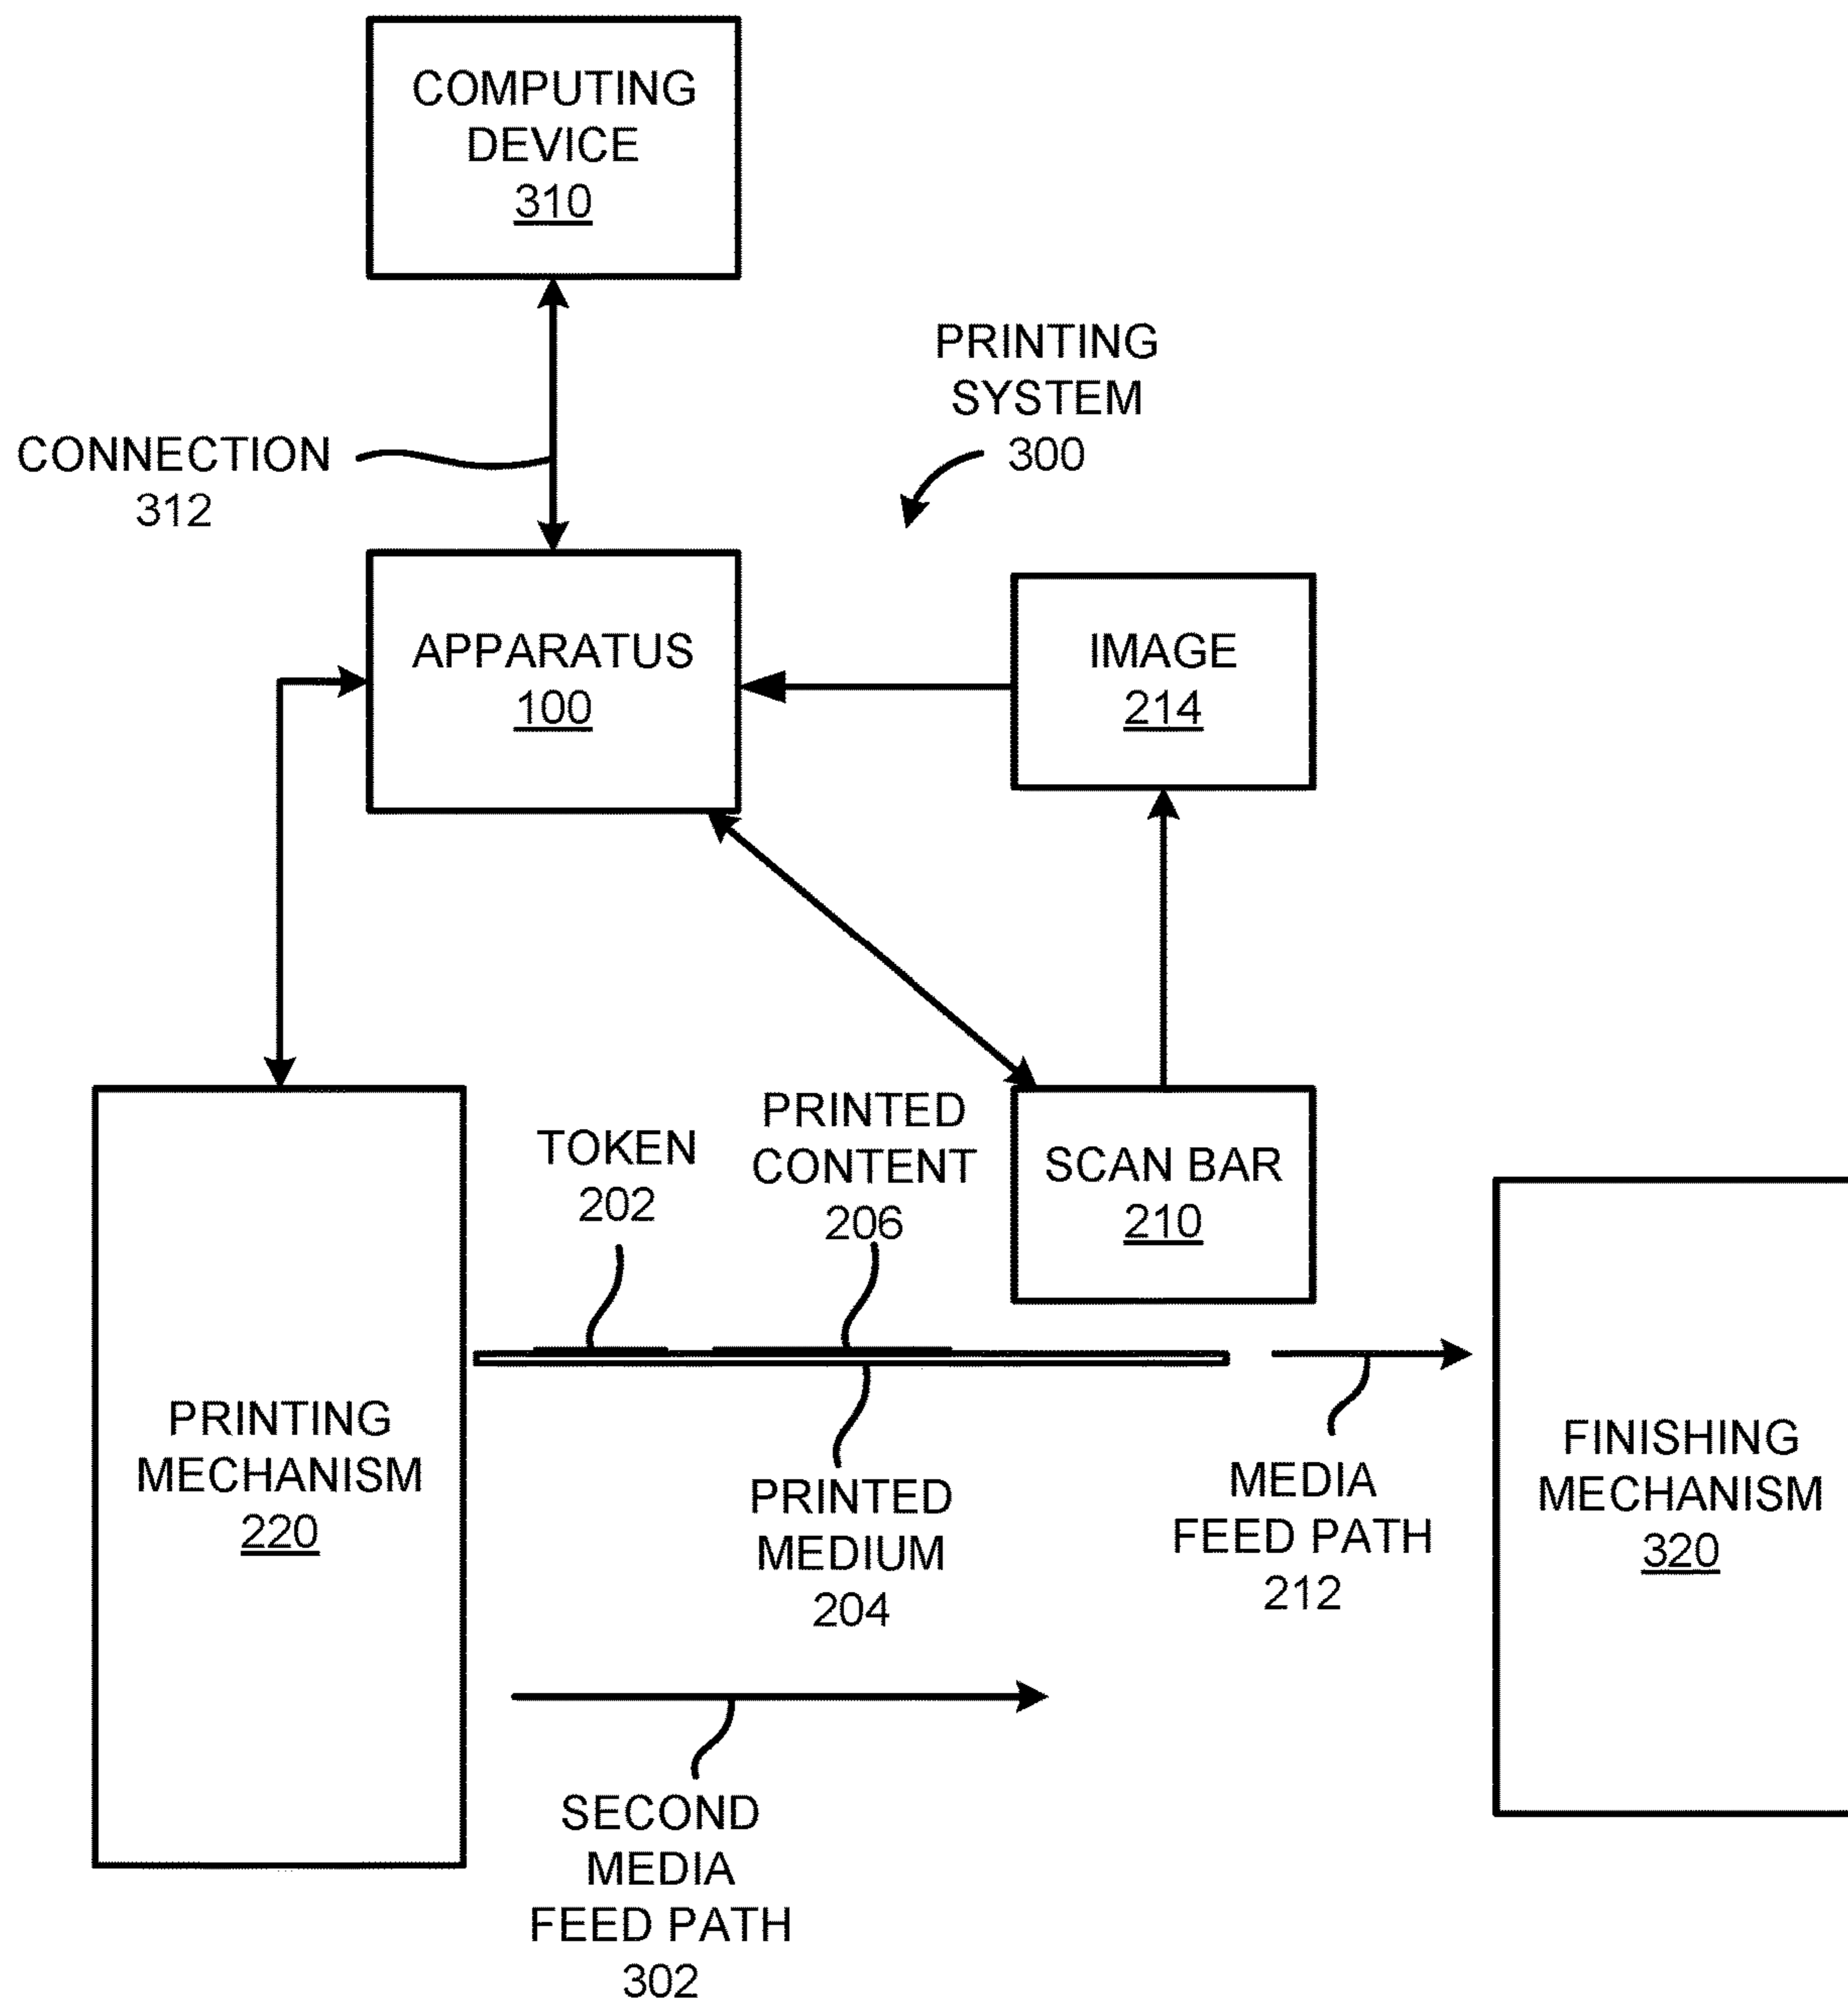 COMPUTING
DEVICE
310
PRINTING
SYSTEM
300
CONNECTION
312
APPARATUS
100
IMAGE
214
TOKEN
202
PRINTED
CONTENT
206
SCAN BAR
210
PRINTING
MECHANISM
220
PRINTED
MEDIUM
204
MEDIA
FEED PATH
212
FINISHING
MECHANISM
320
SECOND
MEDIA
FEED PATH
302